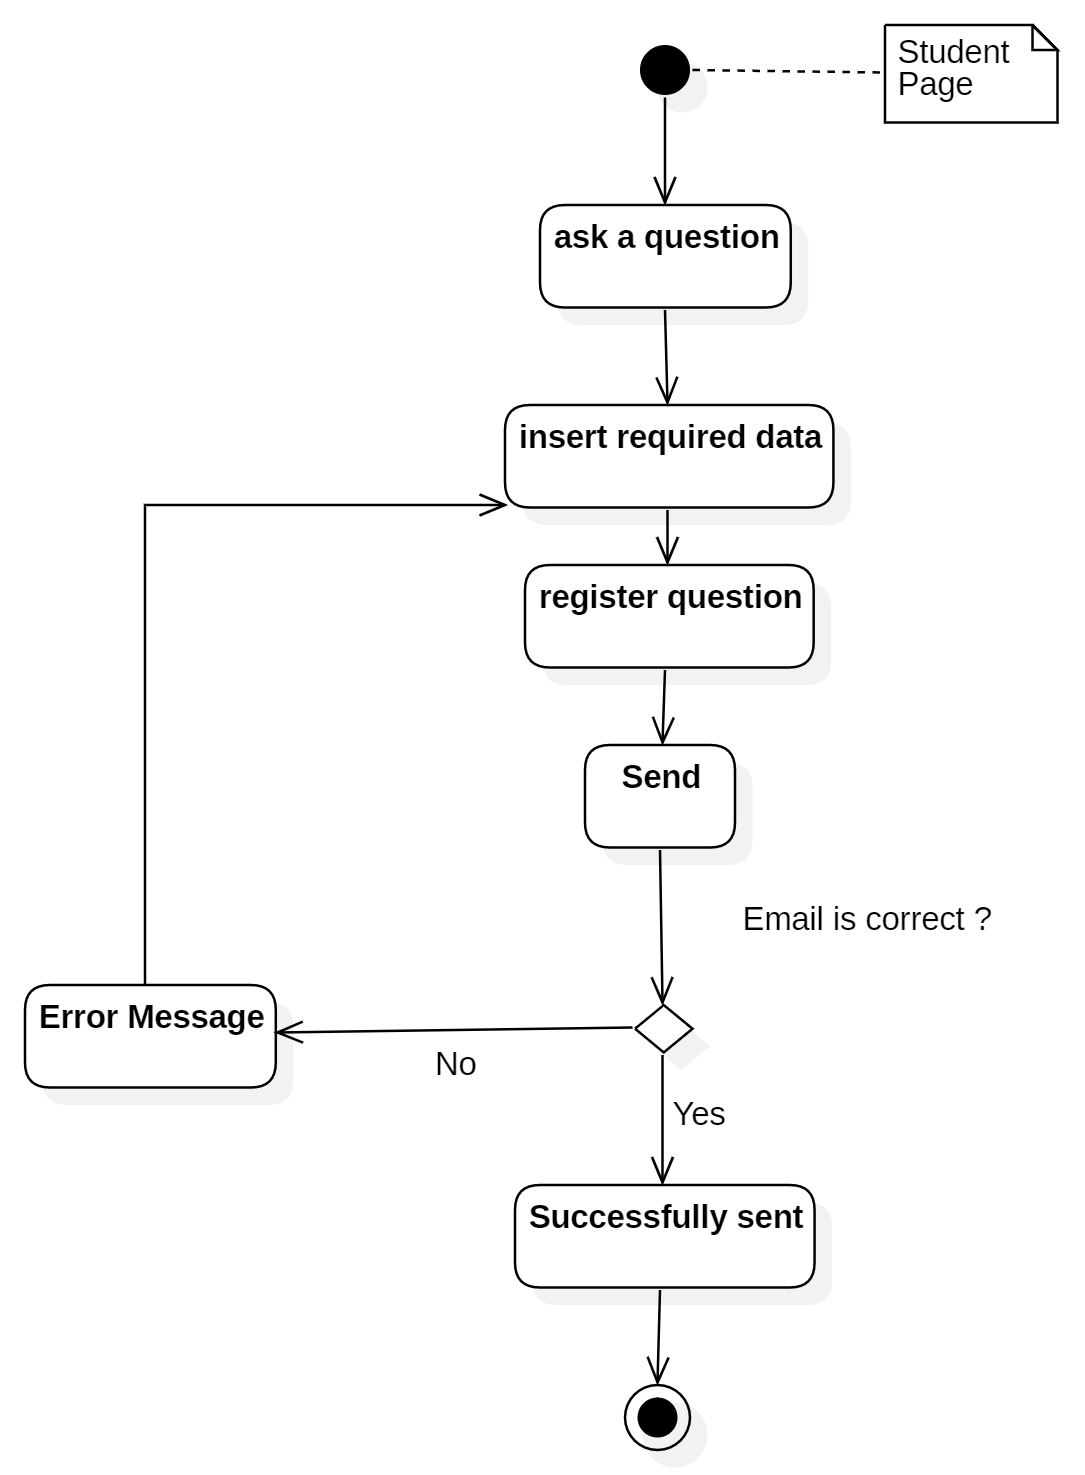 Student
Page
ask a question
insert required data
register question
Send
Email is correct ?
Error Message
No
Yes
Successfully sent